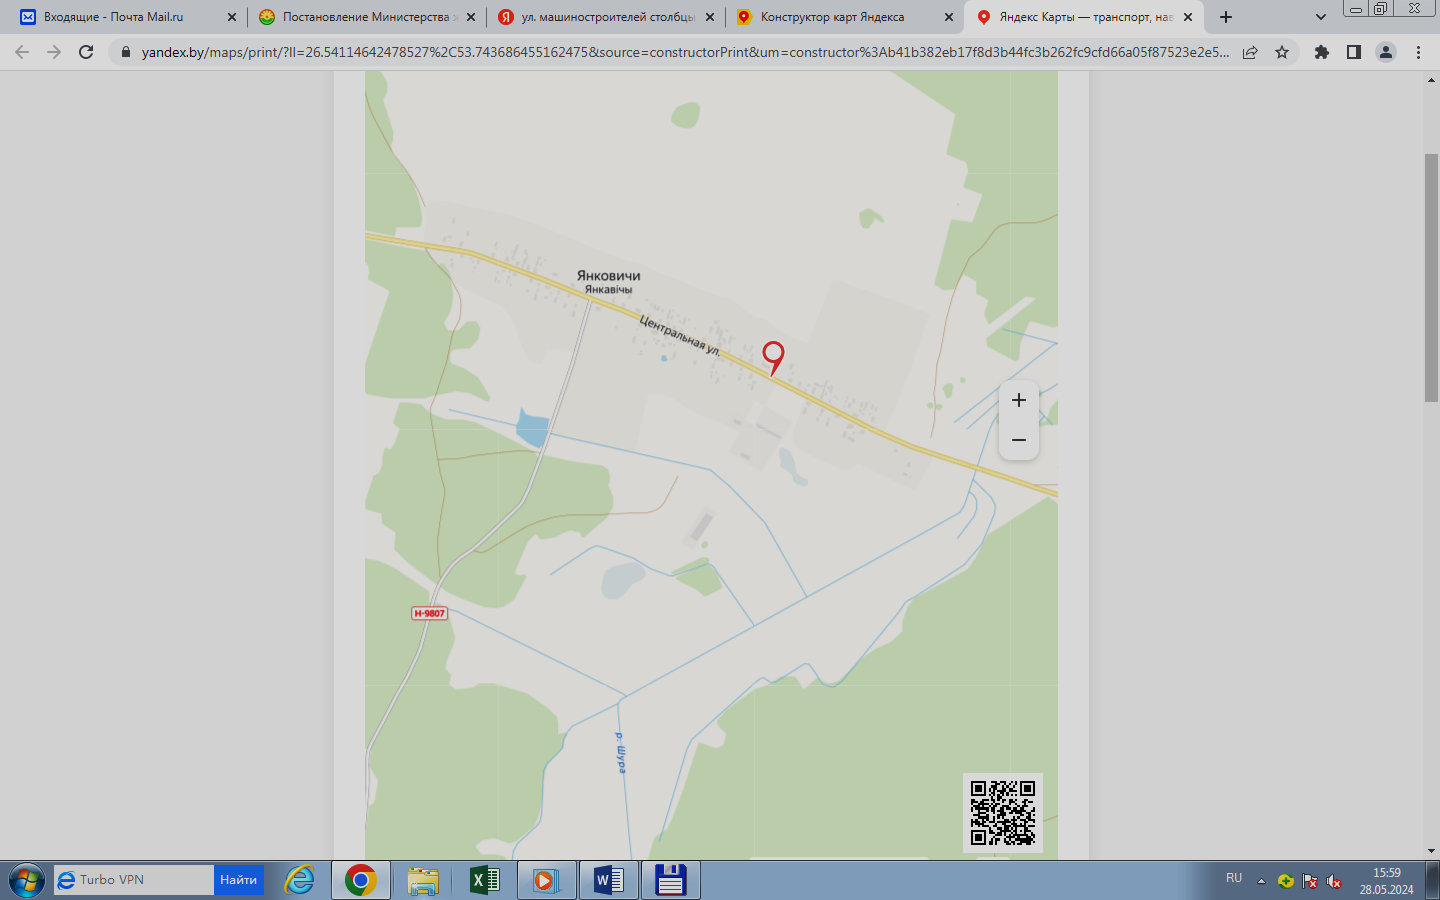 Входящие - Почта Mail.ru
Постановление Министерства
ул. машиностроителей столбцы
Конструктор карт Яндекса
Яндекс Карты — транспорт, нав
yandex.by/maps/print/?ll=26.54114642478527%2C53.743686455162475&source=constructorPrint&um=constructor%3Ab41b382eb17f8d3b44fc3b262fc9cfd66a05f87523e2e5...
Янковичи
Янкавічы
Центральная ул.
+
−
Н-9807
р. Шура
Turbo VPN
Найти
RU
15:59
28.05.2024